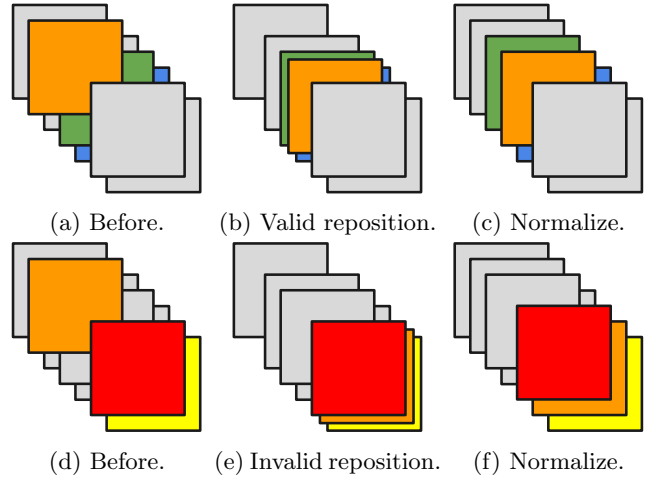 (a) Before. (b) Valid reposition. (c) Normalize.
(d) Before. (e) Invalid reposition. (f) Normalize.